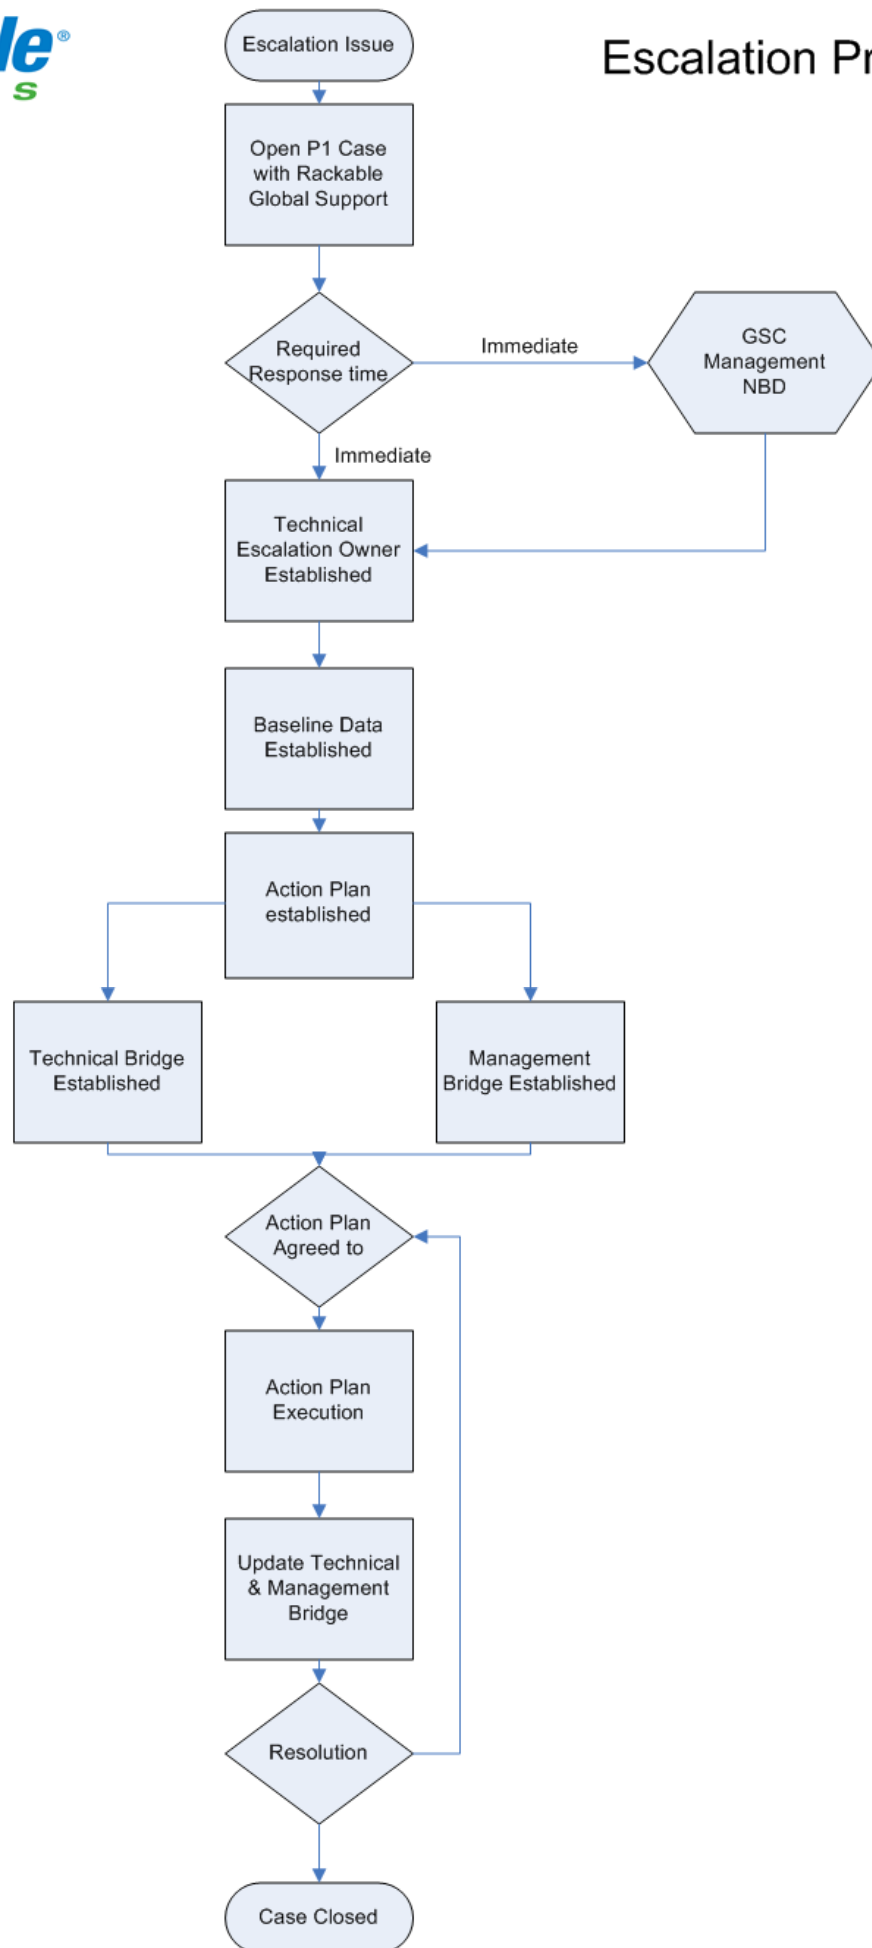 Escalation Issue
Open P1 Case
with Rackable
Global Support
Required
Response time
Immediate
GSC
Management
NBD
Immediate
Technical
Escalation Owner
Established
Baseline Data
Established
Action Plan
established
Technical Bridge
Established
Management
Bridge Established
Action Plan
Agreed to
Action Plan
Execution
Update Technical
& Management
Bridge
Resolution
Case Closed
Escalation